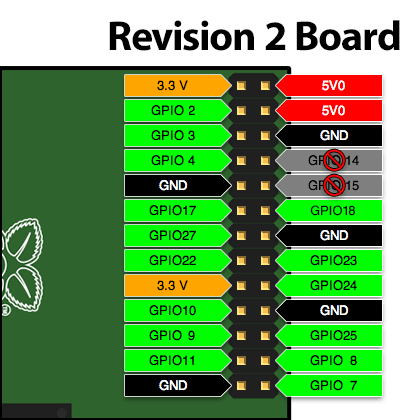 Revision 2 Board
3.3 V 5V0
GPIO 2 5V0
GPIO 3 GND
GPIO 4 GPIO14
GND GPIO15
GPIO17 GPIO18
GPIO27 GND
GPIO22 GPIO23
3.3 V GPIO24
GPIO10 GND
GPIO 9 GPIO25
GPIO11 GPIO 8
GND GPIO 7